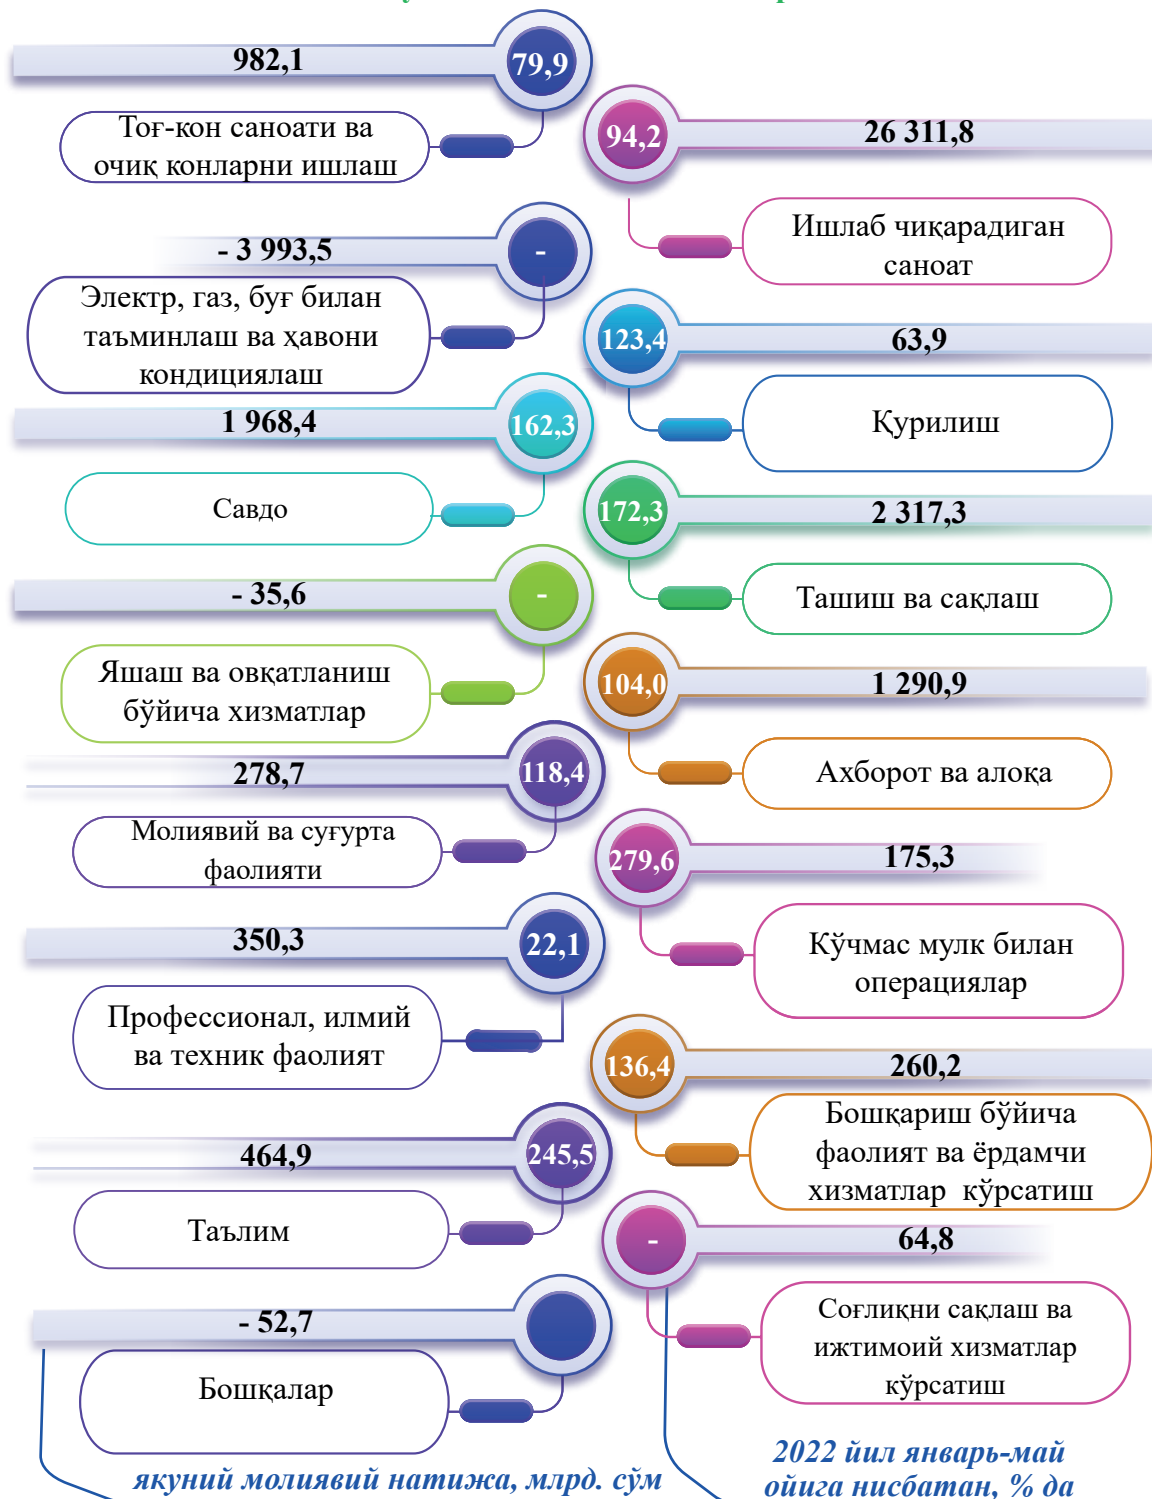 982,1
79,9
Тоғ-кон саноати ва
очиқ конларни ишлаш
94,2
26 311,8
Ишлаб чиқарадиган
саноат
- 3 993,5
-
Электр, газ, буғ билан
таъминлаш ва ҳавони
кондициялаш
123,4
63,9
Қурилиш
1 968,4
162,3
Савдо
172,3
2 317,3
Ташиш ва сақлаш
- 35,6
-
Яшаш ва овқатланиш
бўйича хизматлар
104,0
1 290,9
Ахборот ва алоқа
278,7
118,4
Молиявий ва суғурта
фаолияти
279,6
175,3
Кўчмас мулк билан
операциялар
350,3
22,1
Профессионал, илмий
ва техник фаолият
136,4
260,2
Бошқариш бўйича
фаолият ва ёрдамчи
хизматлар кўрсатиш
464,9
245,5
Таълим
-
64,8
Соғлиқни сақлаш ва
ижтимоий хизматлар
кўрсатиш
- 52,7
Бошқалар
якуний молиявий натижа, млрд. сўм
2022 йил январь-май
ойига нисбатан, % да